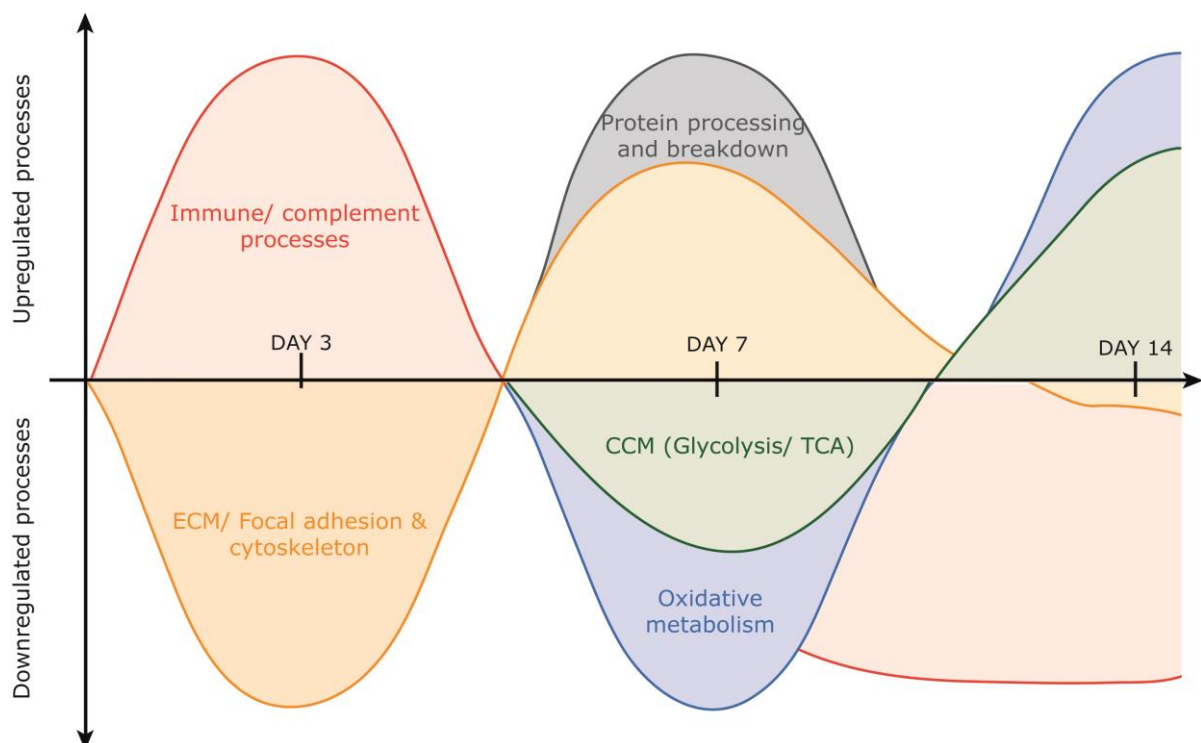 Upregulated processes
Downregulated processes
Protein processing
and breakdown
Immune/ complement
processes
DAY 3
DAY 7
DAY 14
CCM (Glycolysis/ TCA)
ECM/ Focal adhesion &
cytoskeleton
Oxidative
metabolism